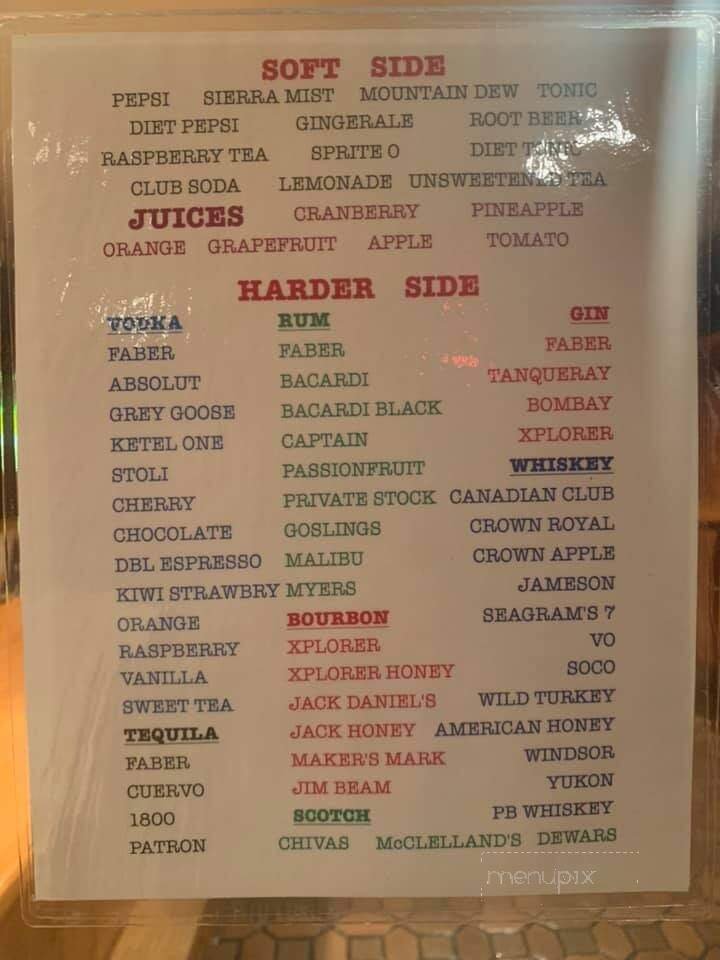 SOFT SIDE
PEPSI SIERRA MIST MOUNTAIN DEW TONIC
DIET PEPSI GINGERALE ROOT BEER
RASPBERRY TEA SPRITE O DIET TONIC
CLUB SODA LEMONADE UNSWEETENED TEA
JUICES CRANBERRY PINEAPPLE
ORANGE GRAPEFRUIT APPLE TOMATO
HARDER SIDE
VODKA
FABER
ABSOLUT
GREY GOOSE
KETEL ONE
STOLI
CHERRY
CHOCOLATE
DBL ESPRESSO
KIWI STRAWBRY
ORANGE
RASPBERRY
VANILLA
SWEET TEA
TEQUILA
FABER
CUERVO
1800
PATRON
RUM
FABER
BACARDI
BACARDI BLACK
CAPTAIN
PASSIONFRUIT
PRIVATE STOCK
GOSLINGS
MALIBU
MYERS
BOURBON
XPLORER
XPLORER HONEY
JACK DANIEL'S
JACK HONEY
MAKER'S MARK
JIM BEAM
SCOTCH
CHIVAS McCLELLAND'S DEWARS
GIN
FABER
TANQUERAY
BOMBAY
XPLORER
WHISKEY
CANADIAN CLUB
CROWN ROYAL
CROWN APPLE
JAMESON
SEAGRAM'S 7
VO
SOCO
WILD TURKEY
AMERICAN HONEY
WINDSOR
YUKON
PB WHISKEY
menupix